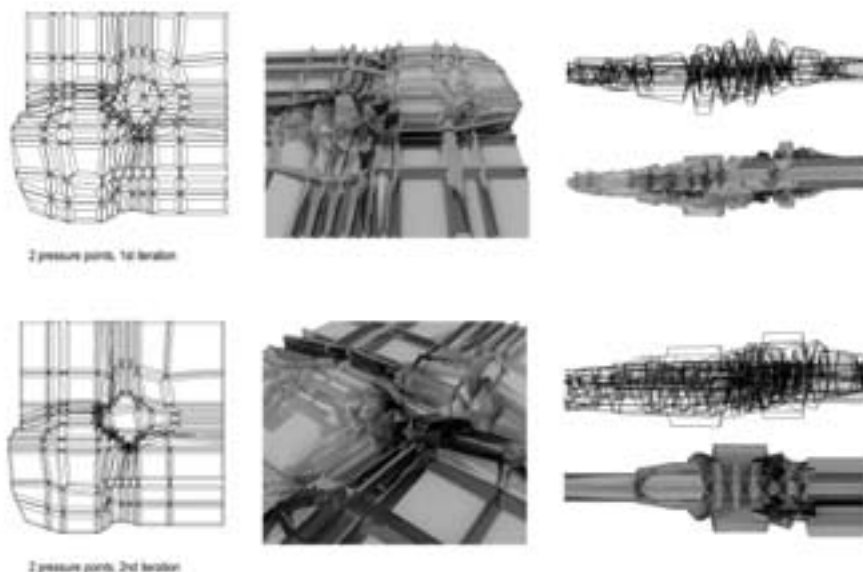 2 pressure points, 1st iteration
2 pressure points, 2nd iteration